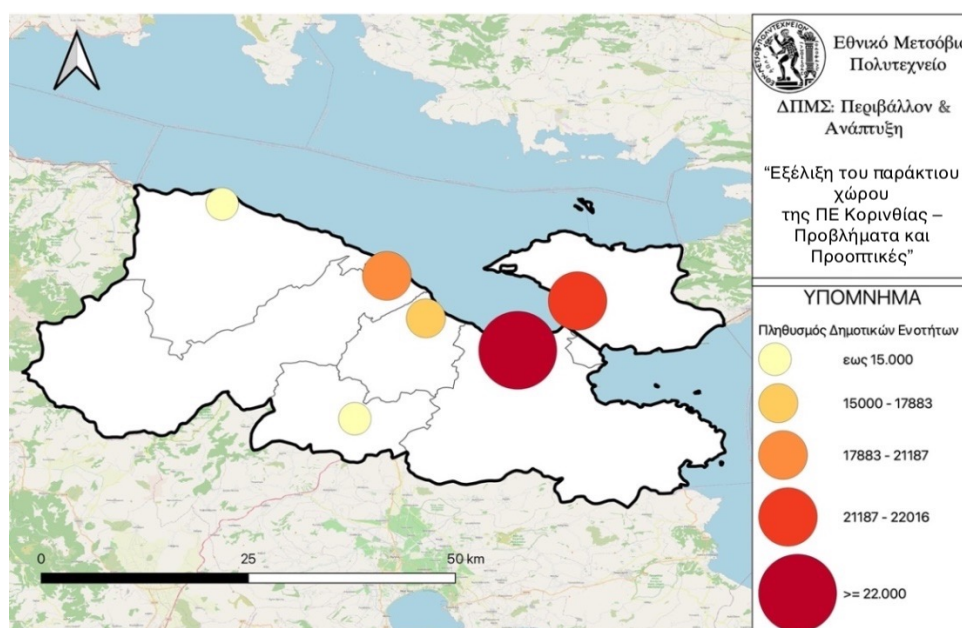 Εθνικό Μετσόβιο
Πολυτεχνείο
ΔΠΜΣ: Περιβάλλον &
Ανάπτυξη
“Εξέλιξη του παράκτιου
χώρου
της ΠΕ Κορινθίας –
Προβλήματα και
Προοπτικές”
ΥΠΟΜΝΗΜΑ
Πληθυσμός Δημοτικών Ενοτήτων
εως 15.000
15000 - 17883
17883 - 21187
21187 - 22016
>= 22.000
0 25 50 km